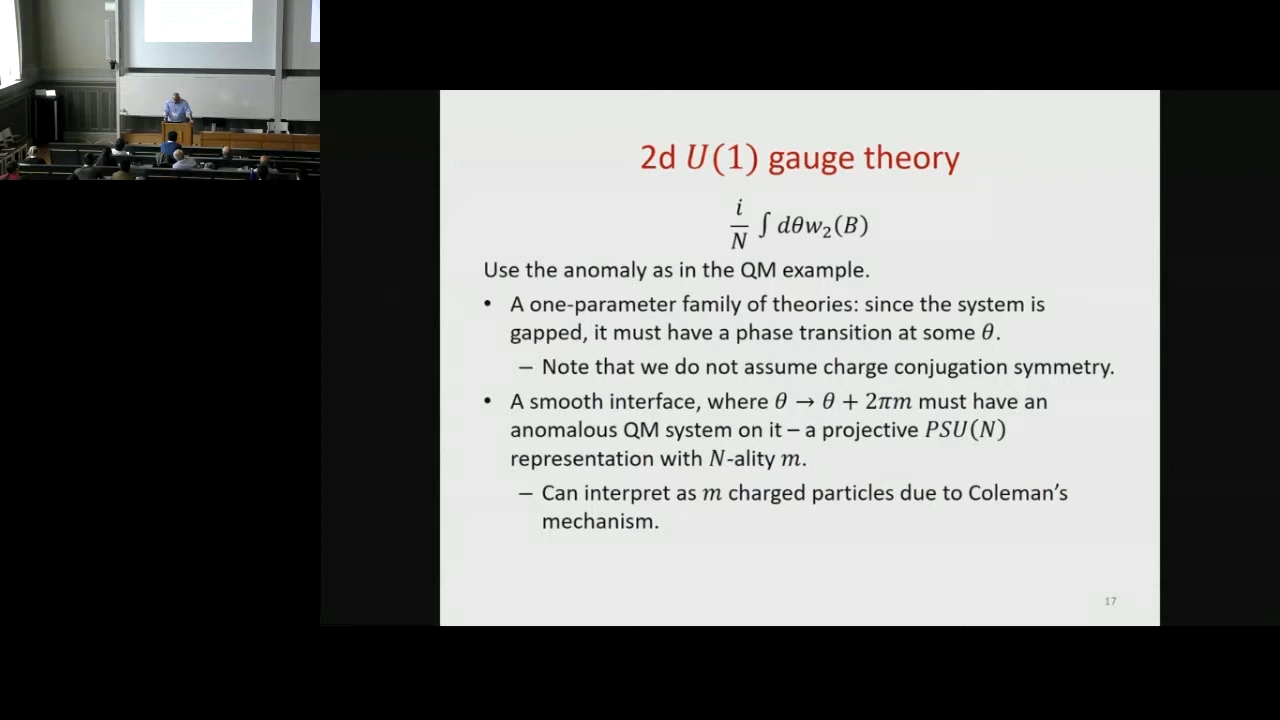 2d U(1) gauge theory
i/N ∫ dθw₂(B)
Use the anomaly as in the QM example.
• A one-parameter family of theories: since the system is
gapped, it must have a phase transition at some θ.
– Note that we do not assume charge conjugation symmetry.
• A smooth interface, where θ → θ + 2πm must have an
anomalous QM system on it – a projective PSU(N)
representation with N-ality m.
– Can interpret as m charged particles due to Coleman's
mechanism.
17